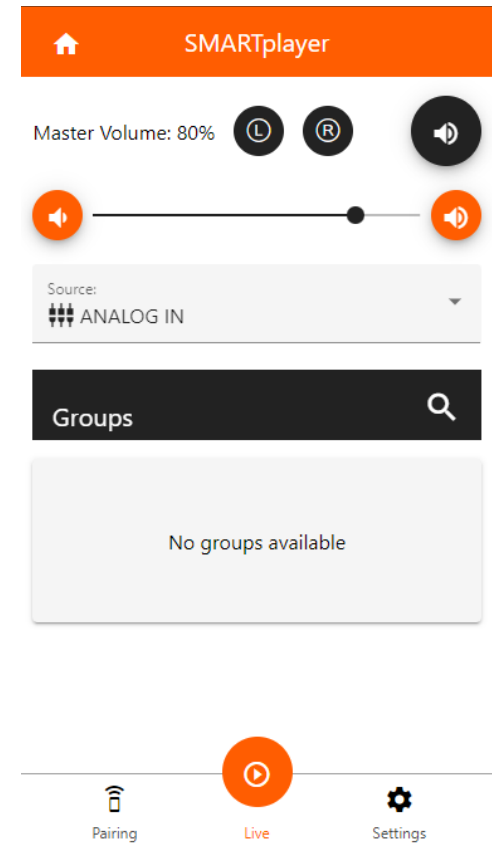 SMARTplayer
Master Volume: 80% L R
Source:
ANALOG IN
Groups
No groups available
Pairing Live Settings